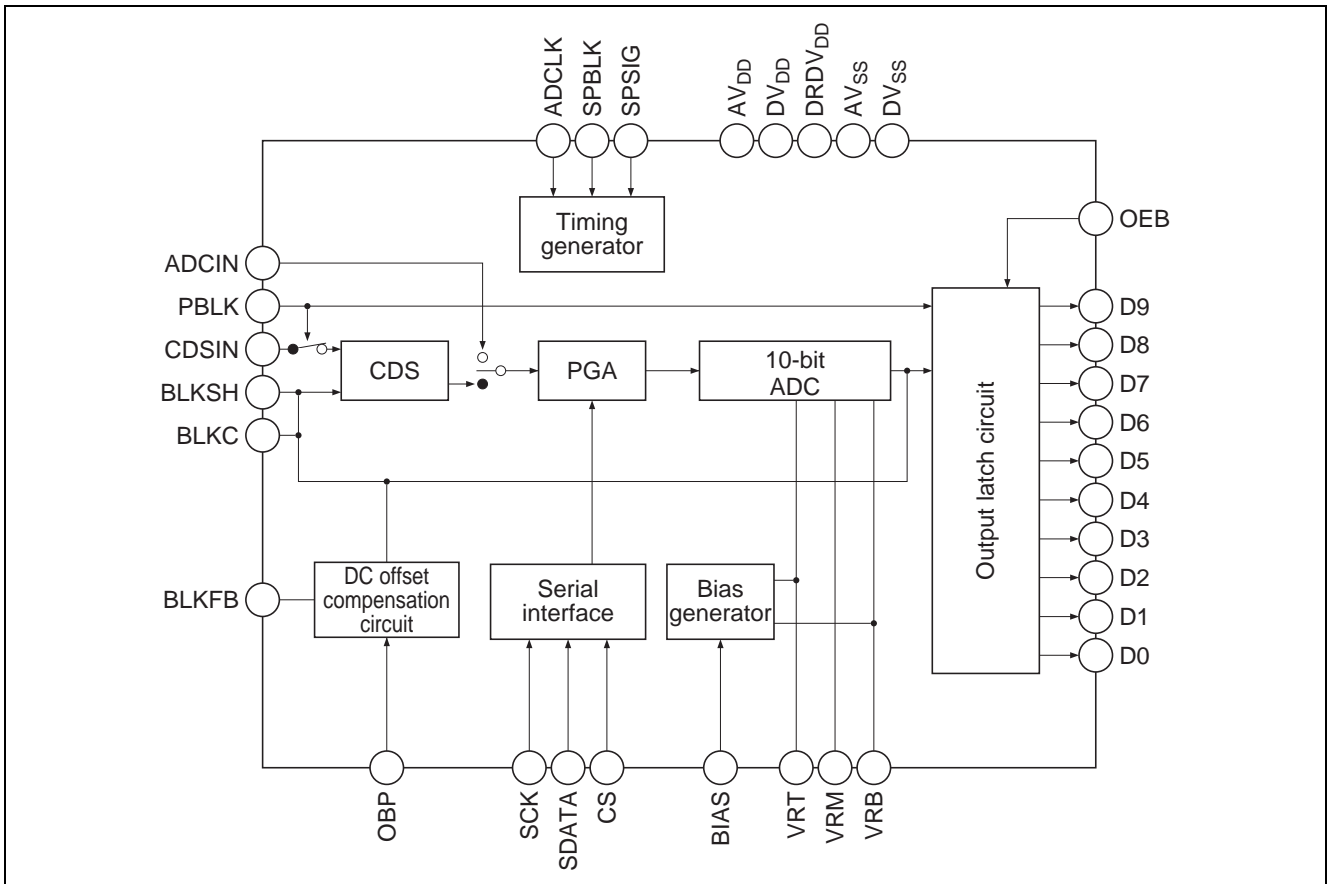 ADCLK
SPBLK
SPSIG
AVDD
DVDD
DRDVDD
AVSS
DVSS
Timing
generator
OEB
ADCIN
PBLK
CDSIN
BLKSH
BLKC
CDS
PGA
10-bit
ADC
Output latch circuit
D9
D8
D7
D6
D5
D4
D3
D2
D1
D0
BLKFB
DC offset
compensation
circuit
Serial
interface
Bias
generator
OBP
SCK
SDATA
CS
BIAS
VRT
VRM
VRB